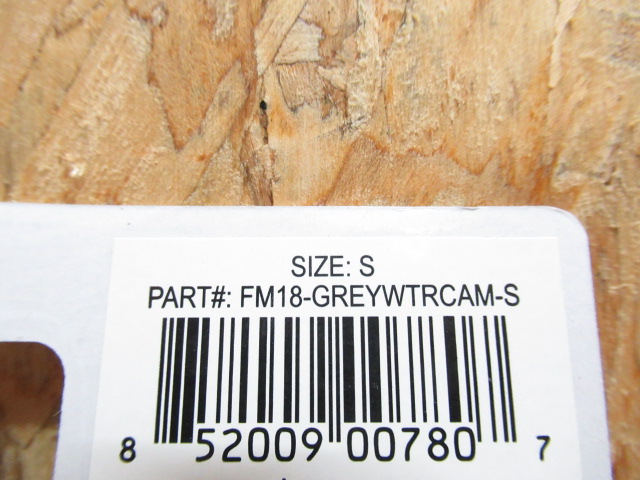 SIZE: S
PART#: FM18-GREYWTRCAM-S
8 52009 00780 7